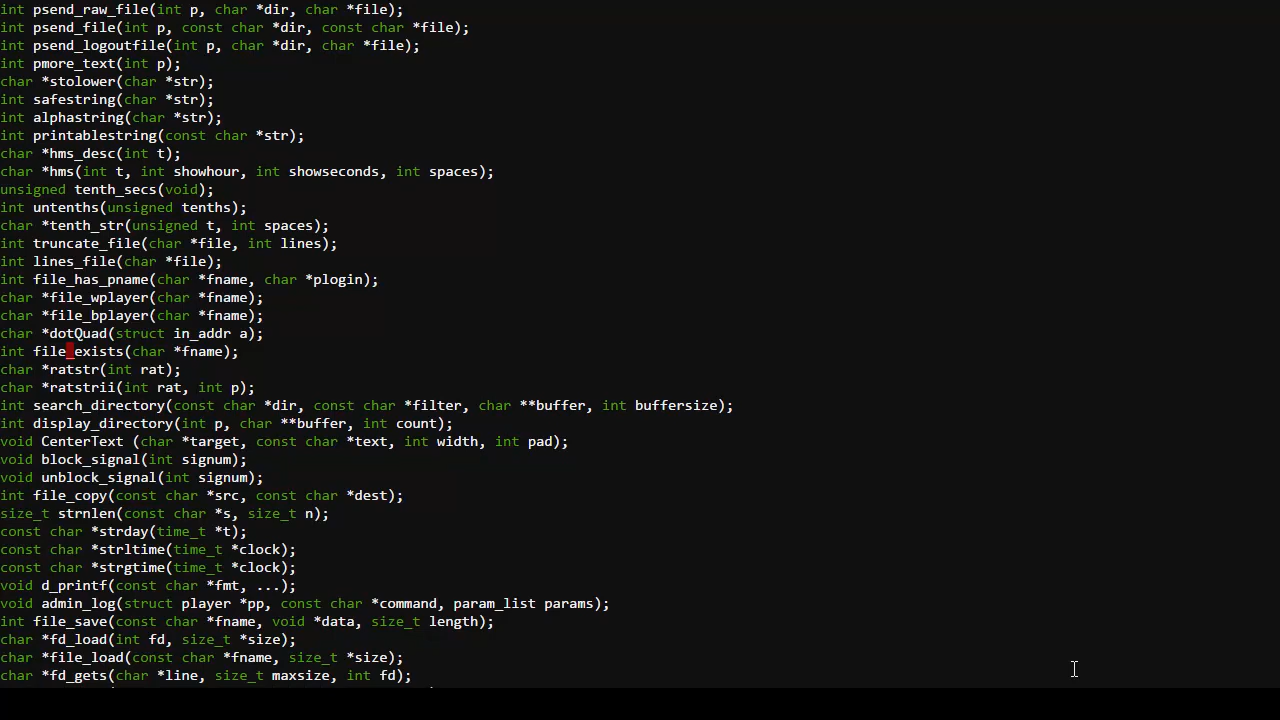 int psend_raw_file(int p, char *dir, char *file);
int psend_file(int p, const char *dir, const char *file);
int psend_logoutfile(int p, char *dir, char *file);
int pmore_text(int p);
char *stolower(char *str);
int safestring(char *str);
int alphastring(char *str);
int printablestring(const char *str);
char *hms_desc(int t);
char *hms(int t, int showhour, int showseconds, int spaces);
unsigned tenth_secs(void);
int untenths(unsigned tenths);
char *tenth_str(unsigned t, int spaces);
int truncate_file(char *file, int lines);
int lines_file(char *file);
int file_has_pname(char *fname, char *plogin);
char *file_wplayer(char *fname);
char *file_bplayer(char *fname);
char *dotQuad(struct in_addr a);
int file_exists(char *fname);
char *ratstr(int rat);
char *ratstrii(int rat, int p);
int search_directory(const char *dir, const char *filter, char **buffer, int buffersize);
int display_directory(int p, char **buffer, int count);
void CenterText (char *target, const char *text, int width, int pad);
void block_signal(int signum);
void unblock_signal(int signum);
int file_copy(const char *src, const char *dest);
size_t strnlen(const char *s, size_t n);
const char *strday(time_t *t);
const char *strltime(time_t *clock);
const char *strgtime(time_t *clock);
void d_printf(const char *fmt, ...);
void admin_log(struct player *pp, const char *command, param_list params);
int file_save(const char *fname, void *data, size_t length);
char *fd_load(int fd, size_t *size);
char *file_load(const char *fname, size_t *size);
char *fd_gets(char *line, size_t maxsize, int fd);